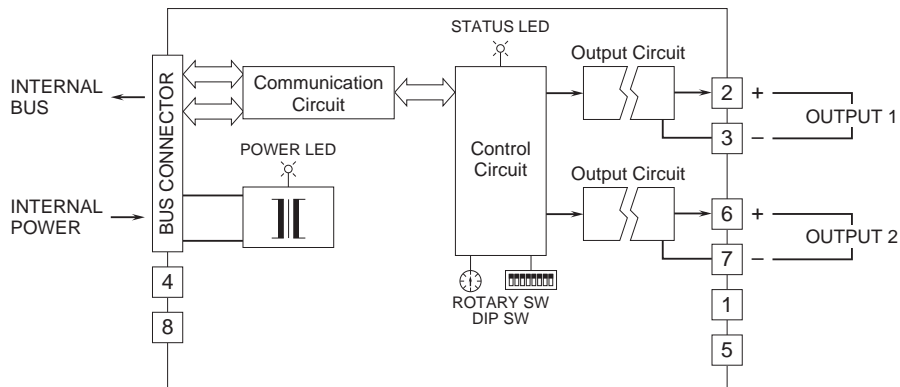 STATUS LED
INTERNAL
BUS
BUS CONNECTOR
Communication
Circuit
Output Circuit
2
+
3
–
OUTPUT 1
POWER LED
Control
Circuit
INTERNAL
POWER
Output Circuit
6
+
7
–
OUTPUT 2
4
8
ROTARY SW
DIP SW
1
5